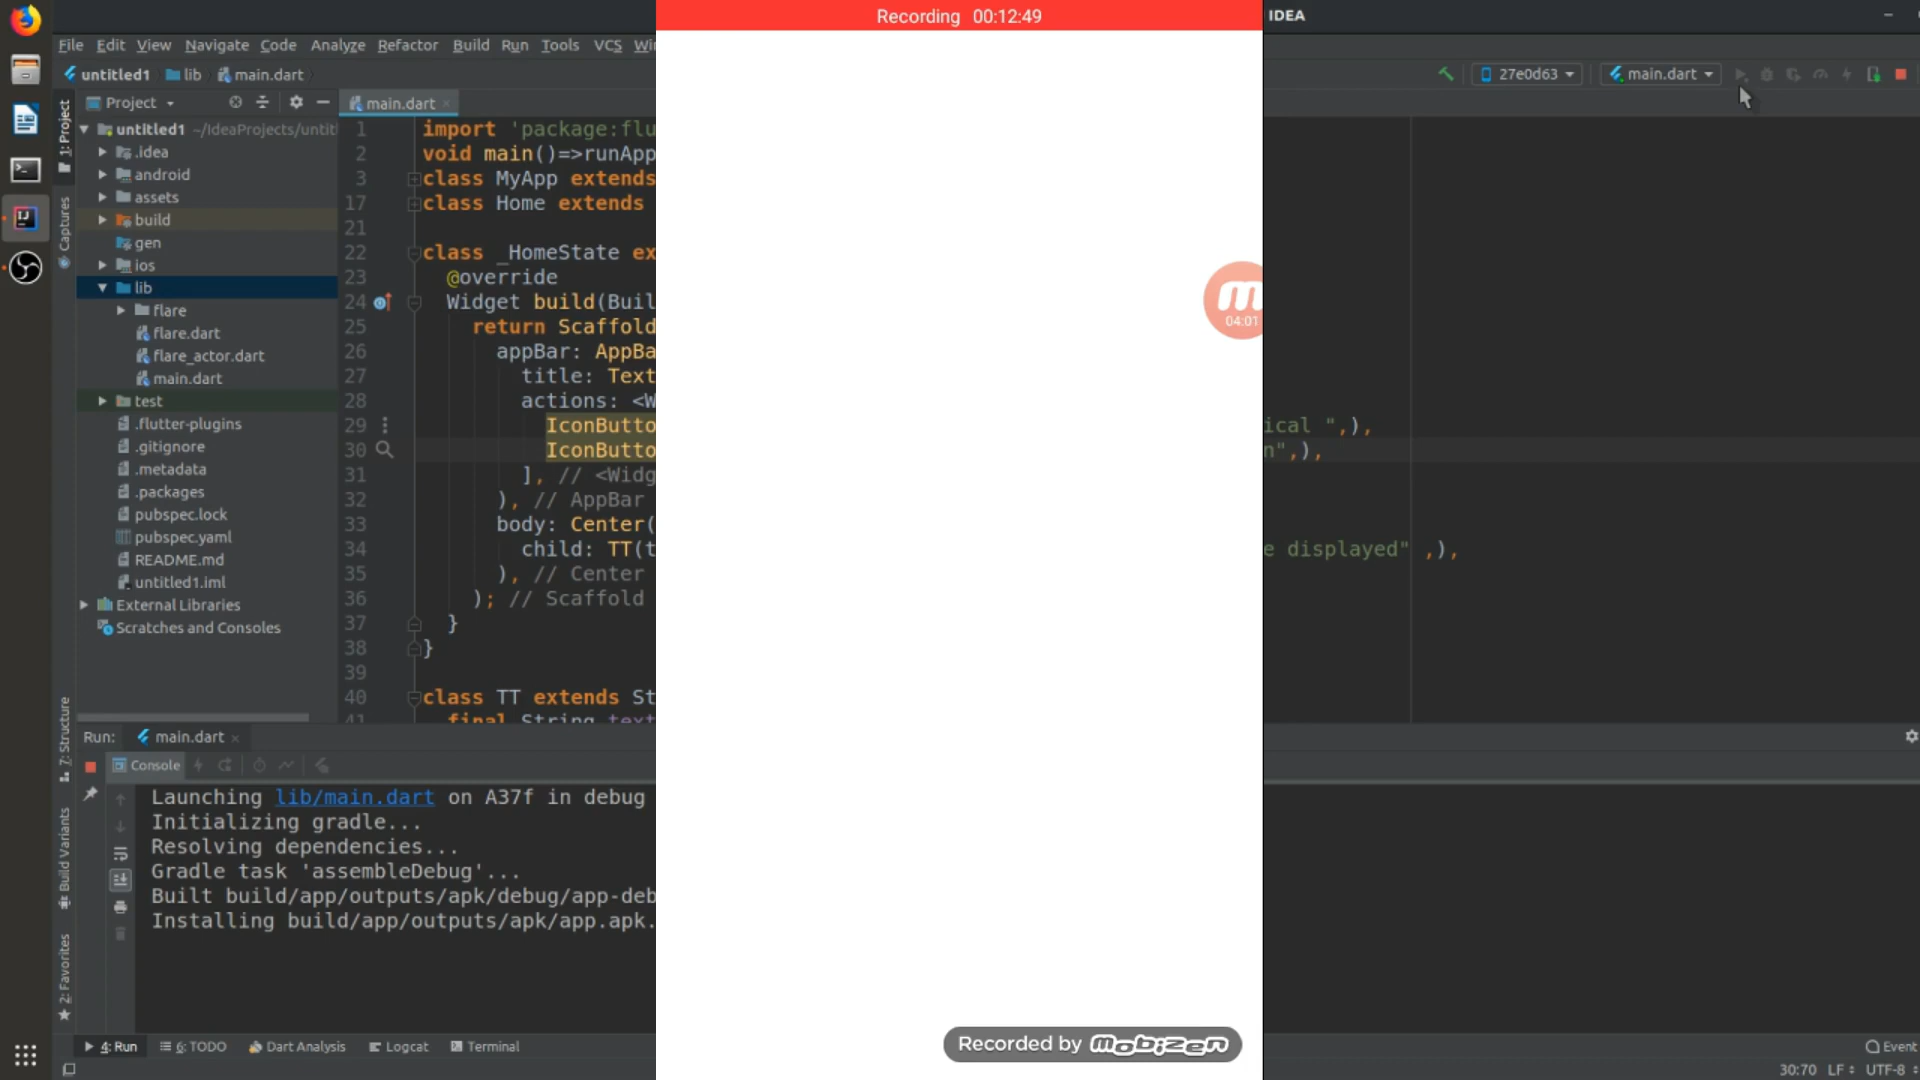 Recording 00:12:49
IDEA
File Edit View Navigate Code Analyze Refactor Build Run Tools VCS
untitled1 lib main.dart
27e0d63 main.dart
1: Project
Captures
7: Structure
Build Variants
2: Favorites
Project
untitled1 ~/IdeaProjects/untit
.idea
android
assets
build
gen
ios
lib
flare
flare.dart
flare_actor.dart
main.dart
test
.flutter-plugins
.gitignore
.metadata
.packages
pubspec.lock
pubspec.yaml
README.md
untitled1.iml
External Libraries
Scratches and Consoles
main.dart
1 import 'package:flu
2 void main()=>runApp
3 class MyApp extends
17 class Home extends
21
22 class _HomeState ex
23 @override
24 Widget build(Buil
25 return Scaffold
26 appBar: AppBa
27 title: Text
28 actions: <W
29 IconButto ical ",),
30 IconButto n",),
31 ], // <Widg
32 ), // AppBar
33 body: Center(
34 child: TT(t e displayed" ,),
35 ), // Center
36 ); // Scaffold
37 }
38 }
39
40 class TT extends St
41 final String text
04:01
Run: main.dart
Console
Launching lib/main.dart on A37f in debug
Initializing gradle...
Resolving dependencies...
Gradle task 'assembleDebug'...
Built build/app/outputs/apk/debug/app-deb
Installing build/app/outputs/apk/app.apk.
Recorded by mobizen
4: Run 6: TODO Dart Analysis Logcat Terminal
Event
30:70 LF UTF-8